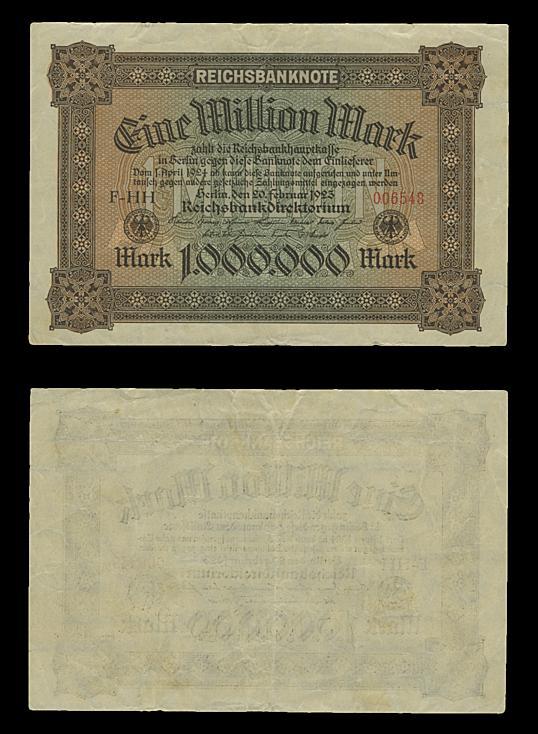 REICHSBANKNOTE
Eine Million Mark
zahlt die Reichsbankhauptkasse
in Berlin gegen diese Banknote dem Einlieferer
Vom 1. April 1924 ab kann diese Banknote aufgerufen und unter Um-
tausch gegen andere gesetzliche Zahlungsmittel eingezogen werden
Berlin, den 20. Februar 1923
F-HH 006548
Reichsbankdirektorium
Mark 1.000.000 Mark